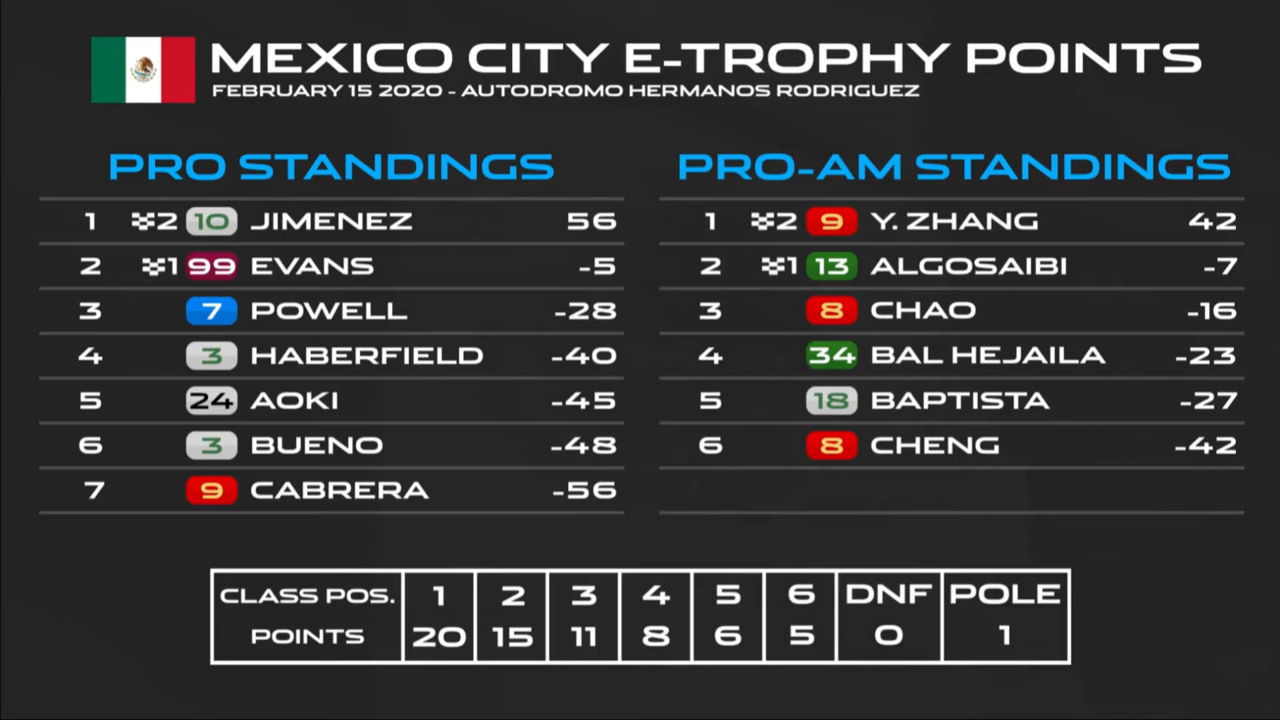 MEXICO CITY E-TROPHY POINTS
FEBRUARY 15 2020 - AUTODROMO HERMANOS RODRIGUEZ
PRO STANDINGS
1 2 10 JIMENEZ 56
2 1 99 EVANS -5
3 7 POWELL -28
4 3 HABERFIELD -40
5 24 AOKI -45
6 3 BUENO -48
7 9 CABRERA -56
PRO-AM STANDINGS
1 2 9 Y. ZHANG 42
2 1 13 ALGOSAIBI -7
3 8 CHAO -16
4 34 BAL HEJAILA -23
5 18 BAPTISTA -27
6 8 CHENG -42
CLASS POS. 1 2 3 4 5 6 DNF POLE
POINTS 20 15 11 8 6 5 0 1